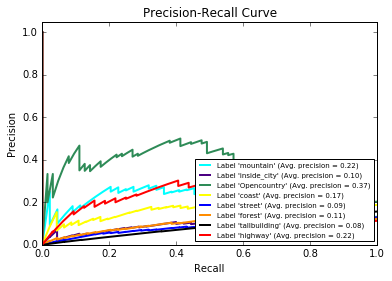 Precision-Recall Curve
1.0
0.8
0.6
0.4
0.2
0.0
Precision
Label 'mountain' (Avg. precision = 0.22)
Label 'inside_city' (Avg. precision = 0.10)
Label 'Opencountry' (Avg. precision = 0.37)
Label 'coast' (Avg. precision = 0.17)
Label 'street' (Avg. precision = 0.09)
Label 'forest' (Avg. precision = 0.11)
Label 'tallbuilding' (Avg. precision = 0.08)
Label 'highway' (Avg. precision = 0.22)
0.0 0.2 0.4 0.6 0.8 1.0
Recall